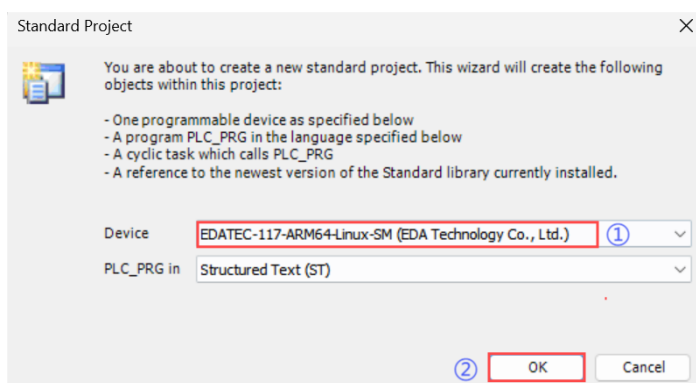 Standard Project
You are about to create a new standard project. This wizard will create the following
objects within this project:
- One programmable device as specified below
- A program PLC_PRG in the language specified below
- A cyclic task which calls PLC_PRG
- A reference to the newest version of the Standard library currently installed.
Device EDATEC-117-ARM64-Linux-SM (EDA Technology Co., Ltd.) ①
PLC_PRG in Structured Text (ST)
② OK Cancel